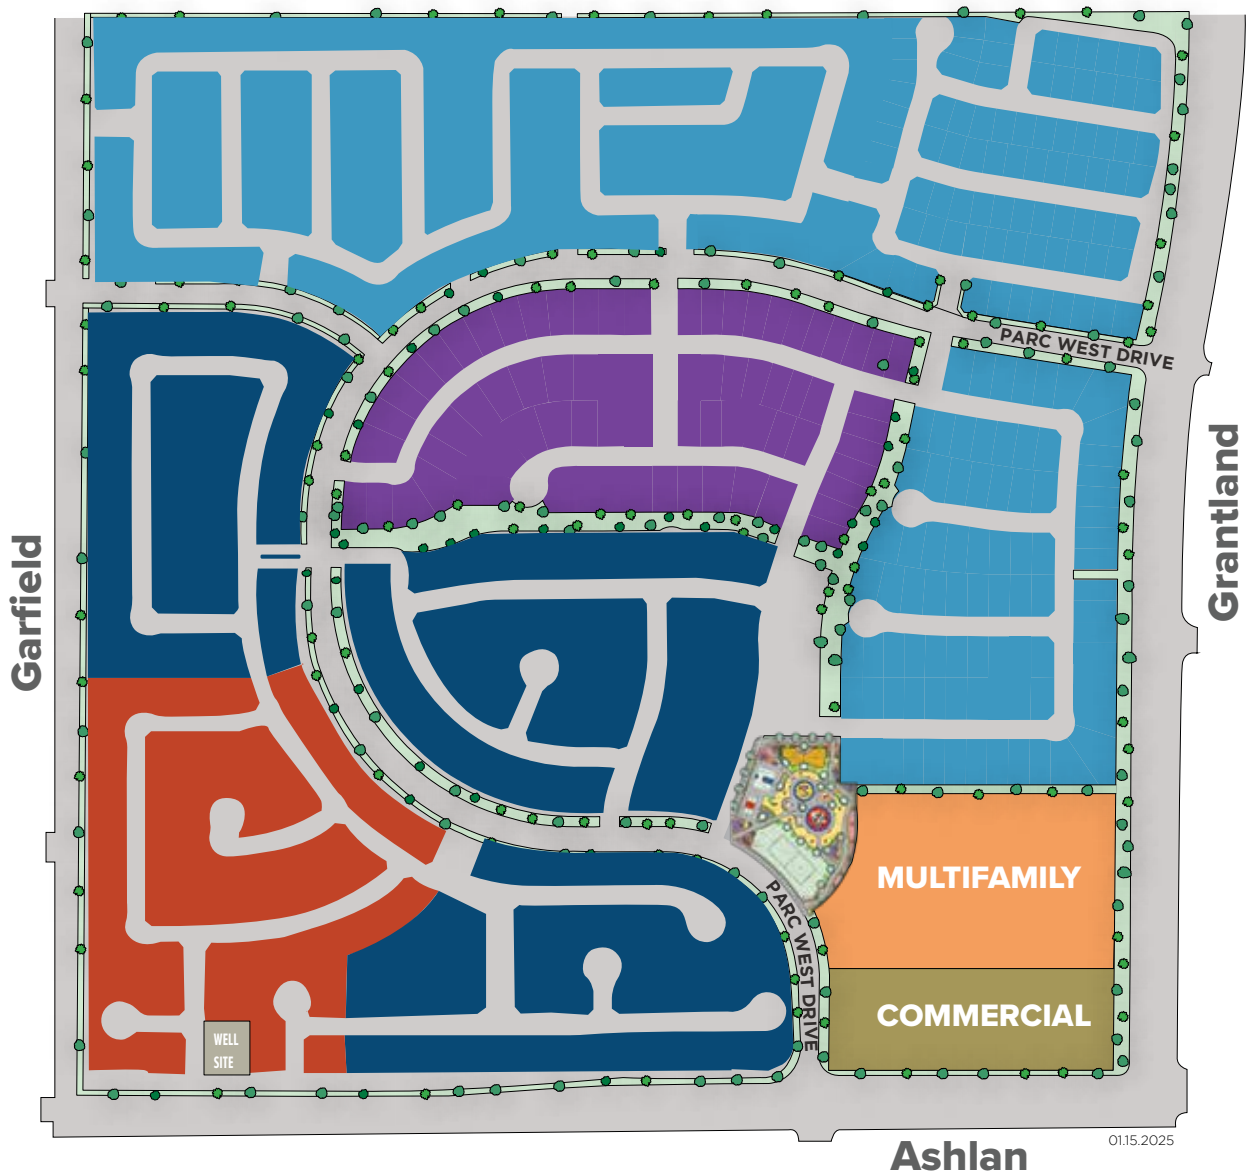 PARC WEST DRIVE
Garfield
Grantland
MULTIFAMILY
PARC WEST DRIVE
COMMERCIAL
WELL
SITE
01.15.2025
Ashlan